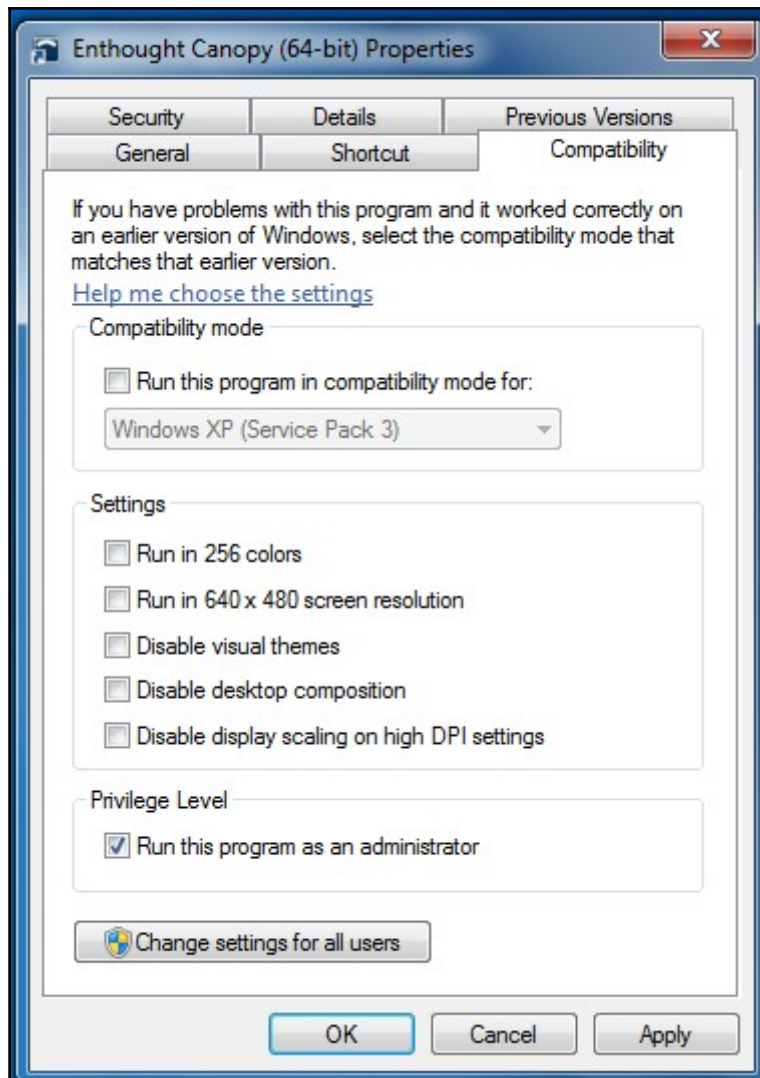 Enthought Canopy (64-bit) Properties
Security Details Previous Versions
General Shortcut Compatibility
If you have problems with this program and it worked correctly on
an earlier version of Windows, select the compatibility mode that
matches that earlier version.
Help me choose the settings
Compatibility mode
Run this program in compatibility mode for:
Windows XP (Service Pack 3)
Settings
Run in 256 colors
Run in 640 x 480 screen resolution
Disable visual themes
Disable desktop composition
Disable display scaling on high DPI settings
Privilege Level
Run this program as an administrator
Change settings for all users
OK Cancel Apply